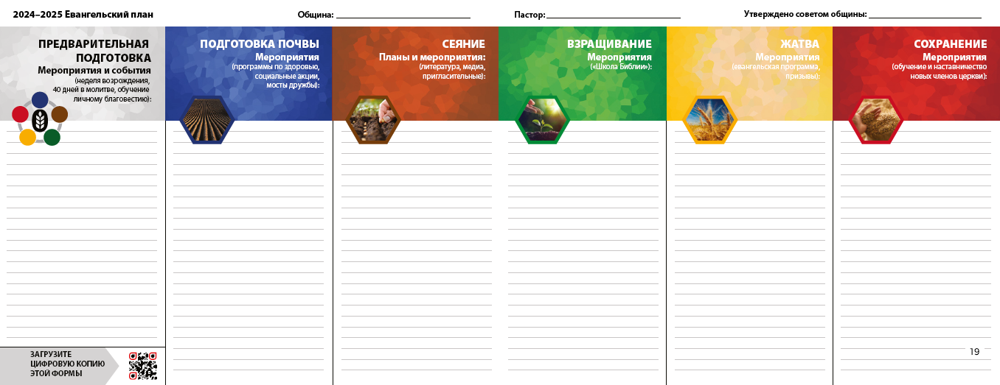 2024–2025 Евангельский план
Община:
Пастор:
Утверждено советом общины:
ПРЕДВАРИТЕЛЬНАЯ
ПОДГОТОВКА
Мероприятия и события
(неделя возрождения,
40 дней в молитве, обучение
личному благовестию):
ПОДГОТОВКА ПОЧВЫ
Мероприятия
(программы по здоровью,
социальные акции,
мосты дружбы):
СЕЯНИЕ
Планы и мероприятия:
(литература, медиа,
пригласительные):
ВЗРАЩИВАНИЕ
Мероприятия
(«Школа Библии»):
ЖАТВА
Мероприятия
(евангельская программа,
призывы):
СОХРАНЕНИЕ
Мероприятия
(обучение и наставничество
новых членов церкви):
ЗАГРУЗИТЕ
ЦИФРОВУЮ КОПИЮ
ЭТОЙ ФОРМЫ
19